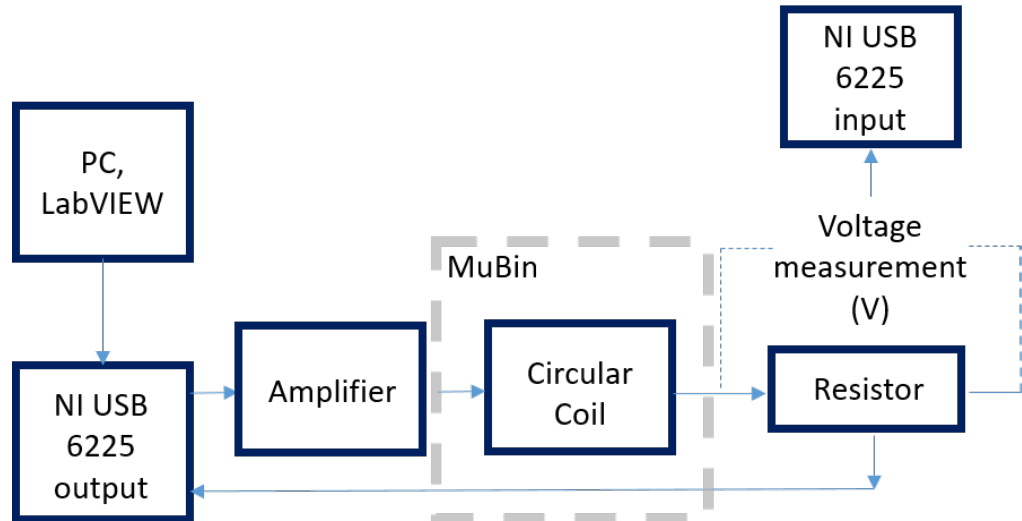 NI USB
6225
input
PC,
LabVIEW
Voltage
measurement
(V)
MuBin
NI USB
6225
output
Amplifier
Circular
Coil
Resistor